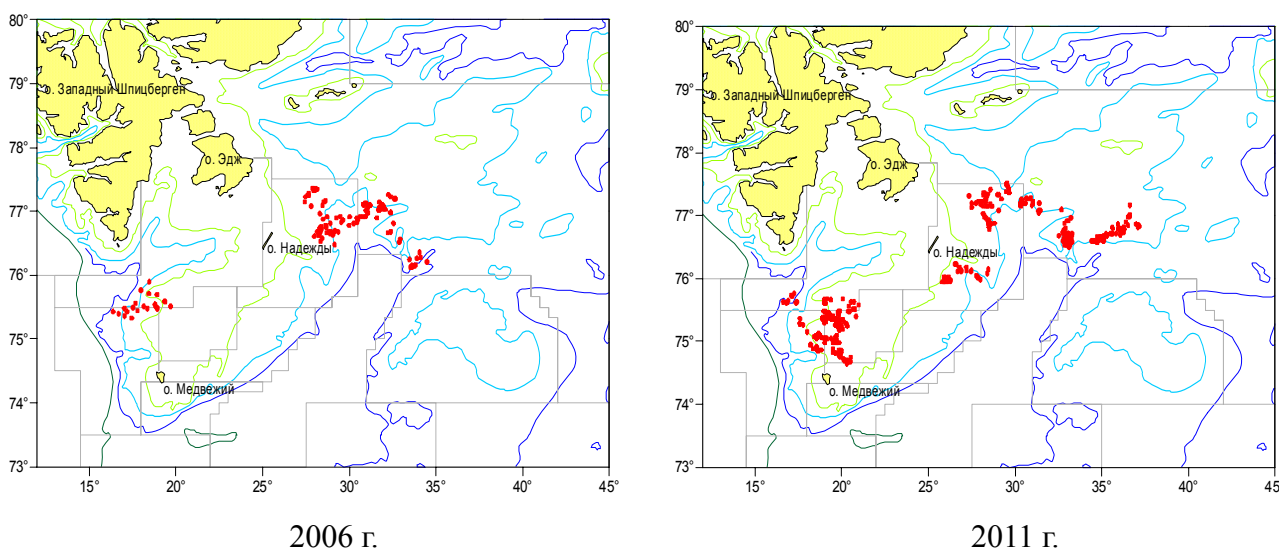 80°
79°
о. Западный Шпицберген
78°
о. Эдж
77°
о. Надежды
76°
75°
о. Медвежий
74°
73°
15° 20° 25° 30° 35° 40° 45°
2006 г.
80°
79°
о. Западный Шпицберген
78°
о. Эдж
77°
о. Надежды
76°
75°
о. Медвежий
74°
73°
15° 20° 25° 30° 35° 40° 45°
2011 г.